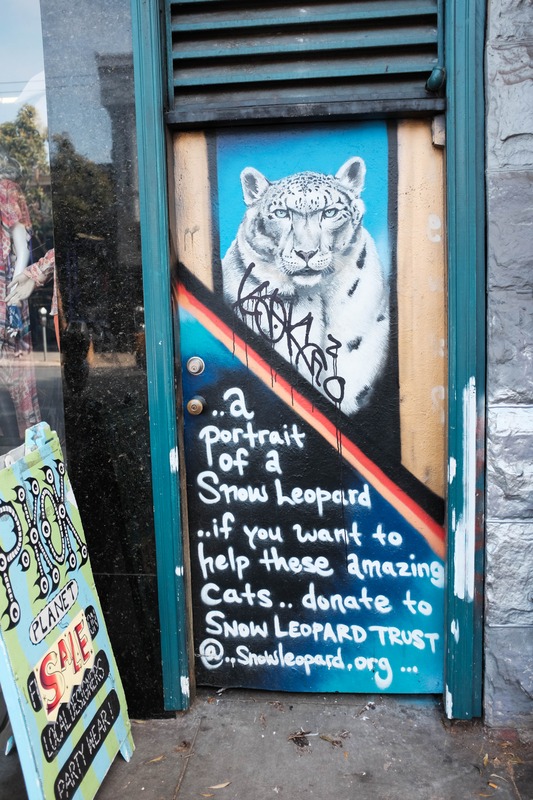 ..a
portrait
of a
Snow Leopard
..if you want to
help these amazing
cats.. donate to
SNOW LEOPARD TRUST
@..Snowleopard.org ...
PLANET
SALE
LOCAL DESIGNERS
PARTY WEAR!